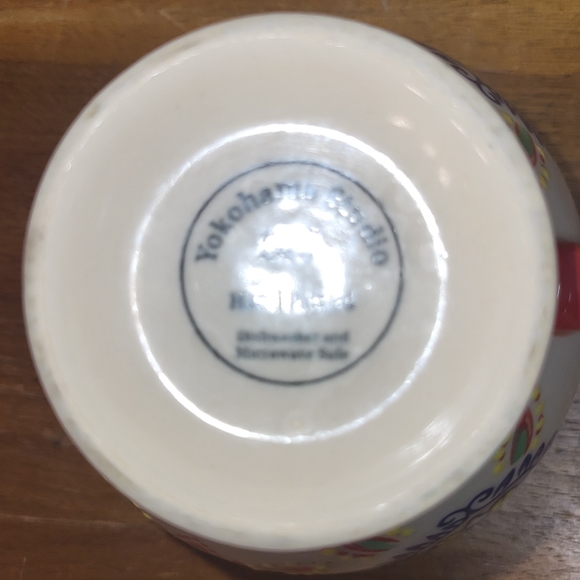 Yokohama Studio
Dishwasher and
Microwave Safe